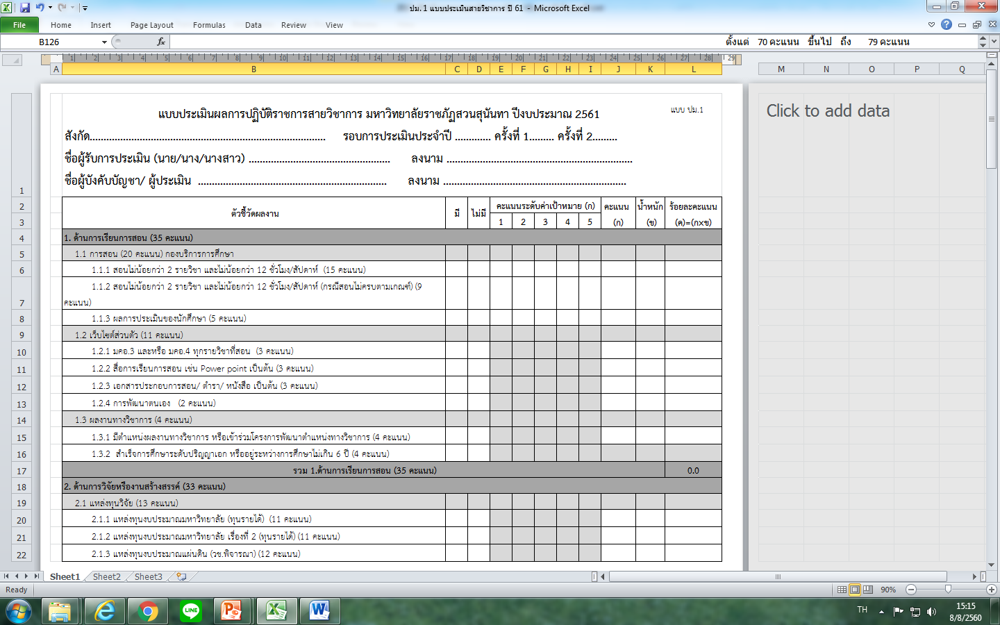 ปม. 1 แบบประเมินสายวิชาการ ปี 61 - Microsoft Excel
File Home Insert Page Layout Formulas Data Review View
B126 fx ตั้งแต่ 70 คะแนน ขึ้นไป ถึง 79 คะแนน
1 2 3 4 5 6 7 8 9 10 11 12 13 14 15 16 17 18 19 20 21 22 23 24 25 26 27 28 29
A B C D E F G H I J K L M N O P Q
แบบ ปม.1
แบบประเมินผลการปฏิบัติราชการสายวิชาการ มหาวิทยาลัยราชภัฏสวนสุนันทา ปีงบประมาณ 2561
Click to add data
สังกัด..................................................................................... รอบการประเมินประจำปี ............. ครั้งที่ 1......... ครั้งที่ 2.........
ชื่อผู้รับการประเมิน (นาย/นาง/นางสาว) ................................................... ลงนาม ...................................................................
1 ชื่อผู้บังคับบัญชา/ ผู้ประเมิน .................................................................... ลงนาม ..................................................................
2 ตัวชี้วัดผลงาน มี ไม่มี คะแนนระดับค่าเป้าหมาย (ก) คะแนน น้ำหนัก ร้อยละคะแนน
3 1 2 3 4 5 (ก) (ข) (ค)=(กxข)
4 1. ด้านการเรียนการสอน (35 คะแนน)
5 1.1 การสอน (20 คะแนน) กองบริการการศึกษา
6 1.1.1 สอนไม่น้อยกว่า 2 รายวิชา และไม่น้อยกว่า 12 ชั่วโมง/สัปดาห์ (15 คะแนน)
1.1.2 สอนไม่น้อยกว่า 2 รายวิชา และไม่น้อยกว่า 12 ชั่วโมง/สัปดาห์ (กรณีสอนไม่ครบตามเกณฑ์) (9
7 คะแนน)
8 1.1.3 ผลการประเมินของนักศึกษา (5 คะแนน)
9 1.2 เว็บไซต์ส่วนตัว (11 คะแนน)
10 1.2.1 มคอ.3 และหรือ มคอ.4 ทุกรายวิชาที่สอน (3 คะแนน)
11 1.2.2 สื่อการเรียนการสอน เช่น Power point เป็นต้น (3 คะแนน)
12 1.2.3 เอกสารประกอบการสอน/ ตำรา/ หนังสือ เป็นต้น (3 คะแนน)
13 1.2.4 การพัฒนาตนเอง (2 คะแนน)
14 1.3 ผลงานทางวิชาการ (4 คะแนน)
15 1.3.1 มีตำแหน่งผลงานทางวิชาการ หรือเข้าร่วมโครงการพัฒนาตำแหน่งทางวิชาการ (4 คะแนน)
16 1.3.2 สำเร็จการศึกษาระดับปริญญาเอก หรืออยู่ระหว่างการศึกษาไม่เกิน 6 ปี (4 คะแนน)
17 รวม 1.ด้านการเรียนการสอน (35 คะแนน) 0.0
18 2. ด้านการวิจัยหรืองานสร้างสรรค์ (33 คะแนน)
19 2.1 แหล่งทุนวิจัย (13 คะแนน)
20 2.1.1 แหล่งทุนงบประมาณมหาวิทยาลัย (ทุนรายได้) (11 คะแนน)
21 2.1.2 แหล่งทุนงบประมาณมหาวิทยาลัย เรื่องที่ 2 (ทุนรายได้) (11 คะแนน)
22 2.1.3 แหล่งทุนงบประมาณแผ่นดิน (วช.พิจารณา) (12 คะแนน)
Sheet1 Sheet2 Sheet3
Ready 90%
LINE TH 15:15
8/8/2560